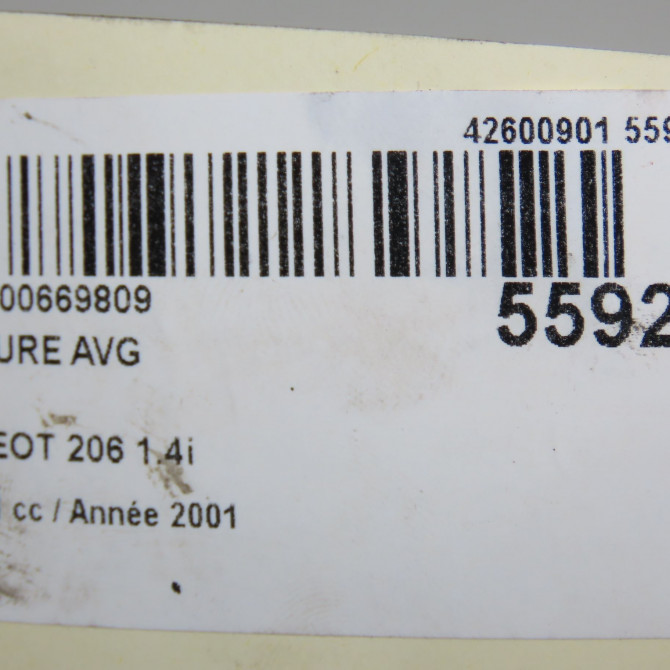 42600901 559
00669809
5592
URE AVG
EOT 206 1.4i
cc / Année 2001